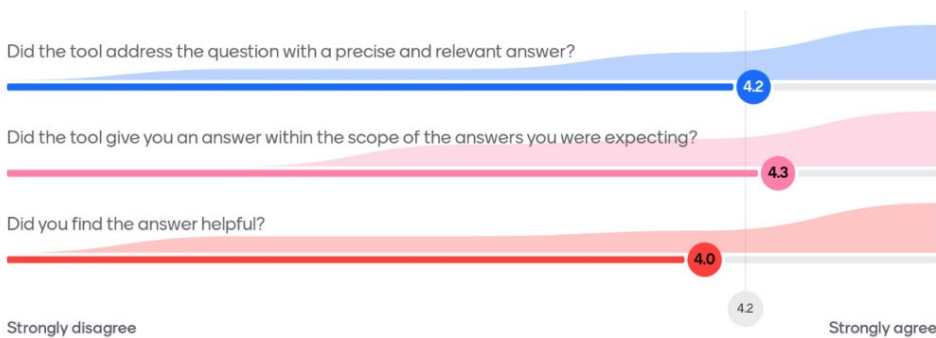 Did the tool address the question with a precise and relevant answer?
4.2
Did the tool give you an answer within the scope of the answers you were expecting?
4.3
Did you find the answer helpful?
4.0
4.2
Strongly disagree
Strongly agree